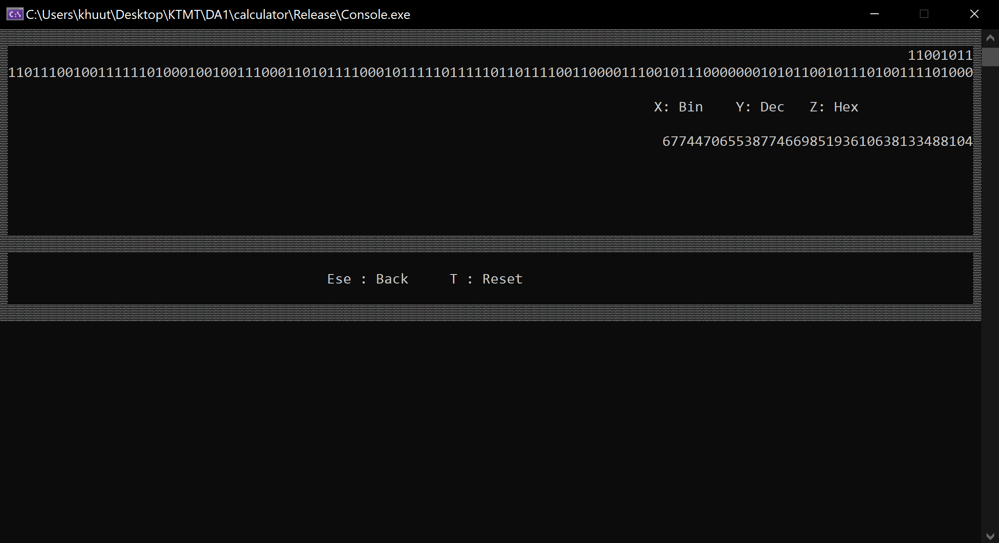 C:\Users\khuut\Desktop\KTMT\DA1\calculator\Release\Console.exe
11001011
1101110010011111101000100100111000110101111000101111101111101101111001100001110010111000000010101100101110100111101000
X: Bin    Y: Dec   Z: Hex
67744706553877466985193610638133488104
Ese : Back     T : Reset